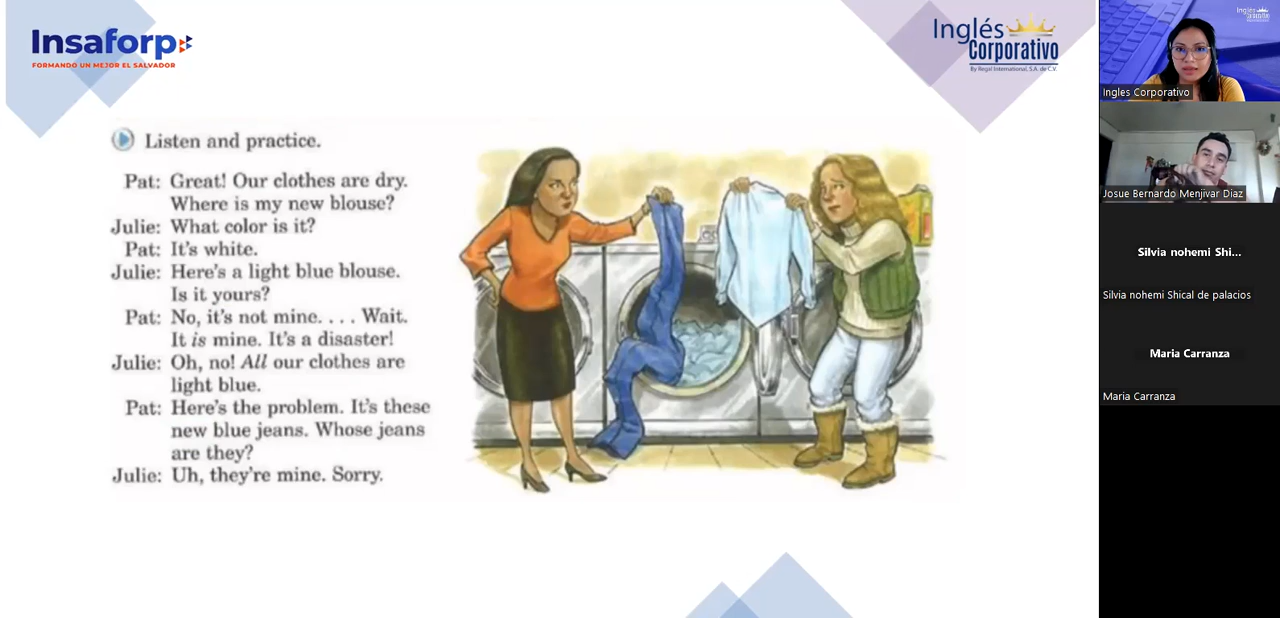 Insaforp
FORMANDO UN MEJOR EL SALVADOR
Inglés
Corporativo
By Regal International, S.A. de C.V.
Listen and practice.
Pat: Great! Our clothes are dry.
Where is my new blouse?
Julie: What color is it?
Pat: It's white.
Julie: Here's a light blue blouse.
Is it yours?
Pat: No, it's not mine. . . . Wait.
It is mine. It's a disaster!
Julie: Oh, no! All our clothes are
light blue.
Pat: Here's the problem. It's these
new blue jeans. Whose jeans
are they?
Julie: Uh, they're mine. Sorry.
Ingles Corporativo
Josue Bernardo Menjivar Diaz
Silvia nohemi Shi...
Silvia nohemi Shical de palacios
Maria Carranza
Maria Carranza